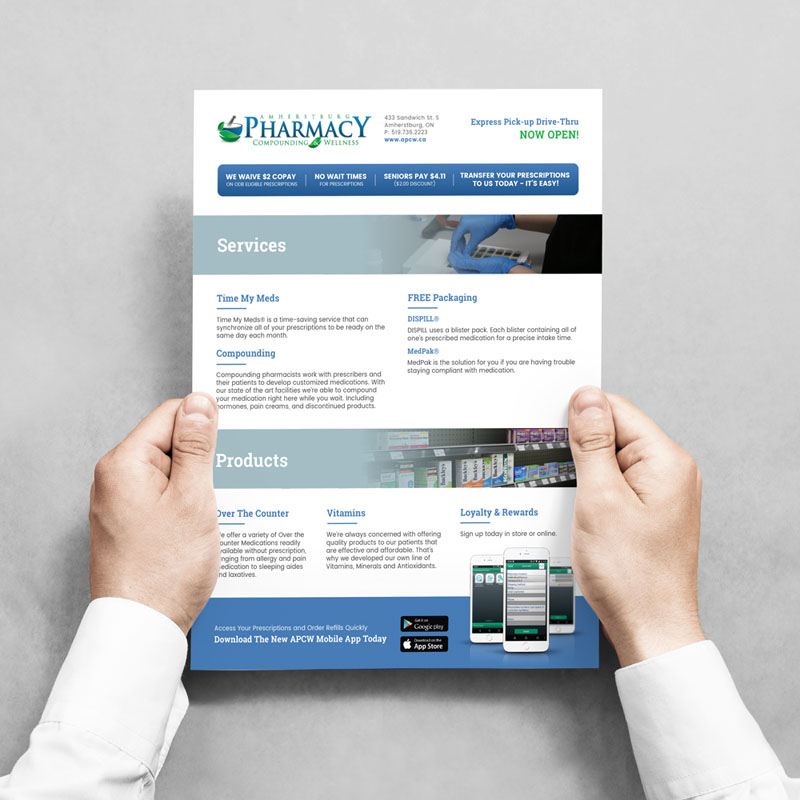 AMHERSTBURG
PHARMACY
COMPOUNDING & WELLNESS
433 Sandwich St. S
Amherstburg, ON
P: 519.735.2223
www.apcw.ca
Express Pick-up Drive-Thru
NOW OPEN!
WE WAIVE $2 COPAY
ON ODB ELIGIBLE PRESCRIPTIONS
NO WAIT TIMES
FOR PRESCRIPTIONS
SENIORS PAY $4.11
($2.00 DISCOUNT)
TRANSFER YOUR PRESCRIPTIONS
TO US TODAY - IT'S EASY!
Services
Time My Meds
Time My Meds® is a time-saving service that can
synchronize all of your prescriptions to be ready on the
same day each month.
Compounding
Compounding pharmacists work with prescribers and
their patients to develop customized medications. With
our state of the art facilities we're able to compound
your medication right here while you wait. Including
hormones, pain creams, and discontinued products.
FREE Packaging
DISPILL®
DISPILL uses a blister pack. Each blister containing all of
one's prescribed medication for a precise intake time.
MedPak®
MedPak is the solution for you if you are having trouble
staying compliant with medication.
Products
Over The Counter
offer a variety of Over the
Counter Medications readily
available without prescription,
ranging from allergy and pain
medication to sleeping aides
and laxatives.
Vitamins
We're always concerned with offering
quality products to our patients that
are effective and affordable. That's
why we developed our own line of
Vitamins, Minerals and Antioxidants.
Loyalty & Rewards
Sign up today in store or online.
Access Your Prescriptions and Order Refills Quickly
Download The New APCW Mobile App Today
Get it on
Google play
Download on the
App Store